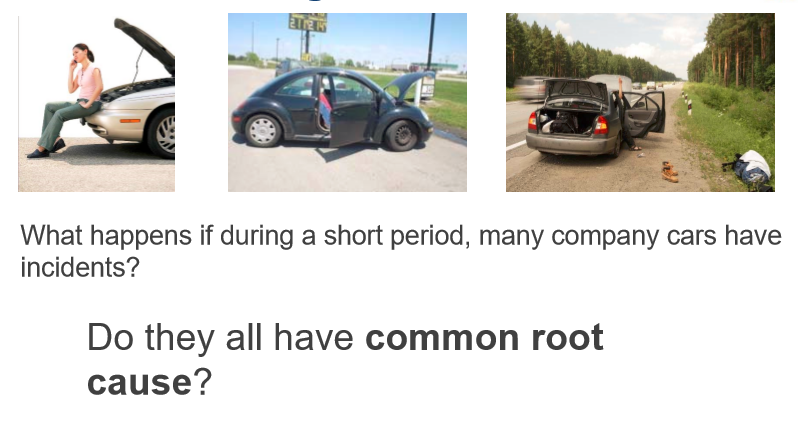 What happens if during a short period, many company cars have
incidents?
Do they all have common root
cause?